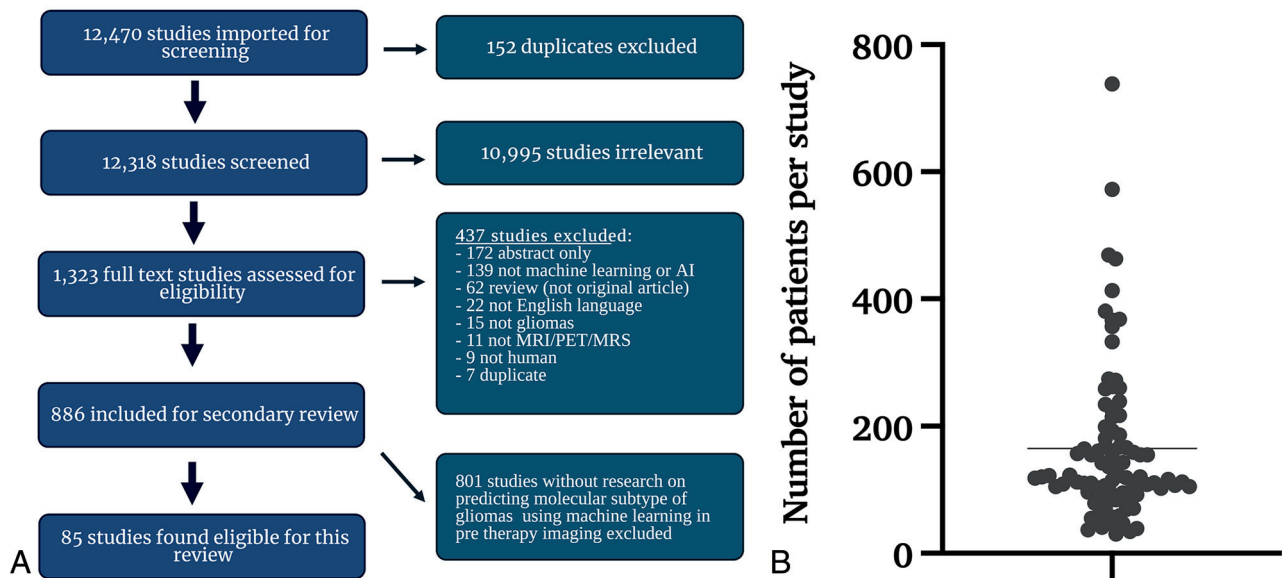 12,470 studies imported for
screening
152 duplicates excluded
12,318 studies screened
10,995 studies irrelevant
1,323 full text studies assessed for
eligibility
437 studies excluded:
- 172 abstract only
- 139 not machine learning or AI
- 62 review (not original article)
- 22 not English language
- 15 not gliomas
- 11 not MRI/PET/MRS
- 9 not human
- 7 duplicate
886 included for secondary review
801 studies without research on
predicting molecular subtype of
gliomas using machine learning in
pre therapy imaging excluded
85 studies found eligible for this
review
A
Number of patients per study
800
600
400
200
0
B